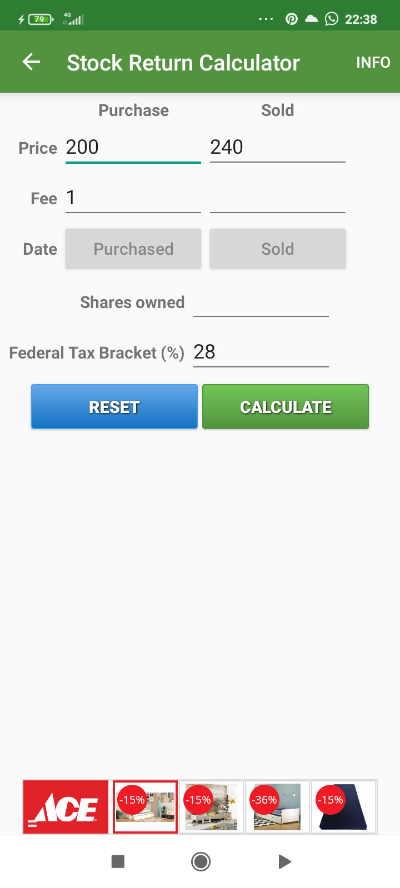 79 4G ... 22:38
Stock Return Calculator INFO
Purchase Sold
Price 200 240
Fee 1
Date Purchased Sold
Shares owned
Federal Tax Bracket (%) 28
RESET CALCULATE
ACE -15% -15% -36% -15%